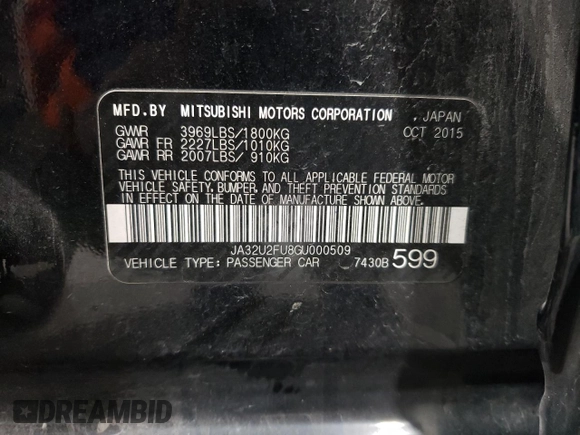 MFD.BY MITSUBISHI MOTORS CORPORATION , JAPAN
GVWR 3969LBS/1800KG OCT 2015
GAWR FR 2227LBS/1010KG
GAWR RR 2007LBS/ 910KG
THIS VEHICLE CONFORMS TO ALL APPLICABLE FEDERAL MOTOR
VEHICLE SAFETY, BUMPER, AND THEFT PREVENTION STANDARDS
IN EFFECT ON THE DATE OF MANUFACTURE SHOWN ABOVE.
JA32U2FU8GU000509
VEHICLE TYPE: PASSENGER CAR 7430B 599
DREAMBID